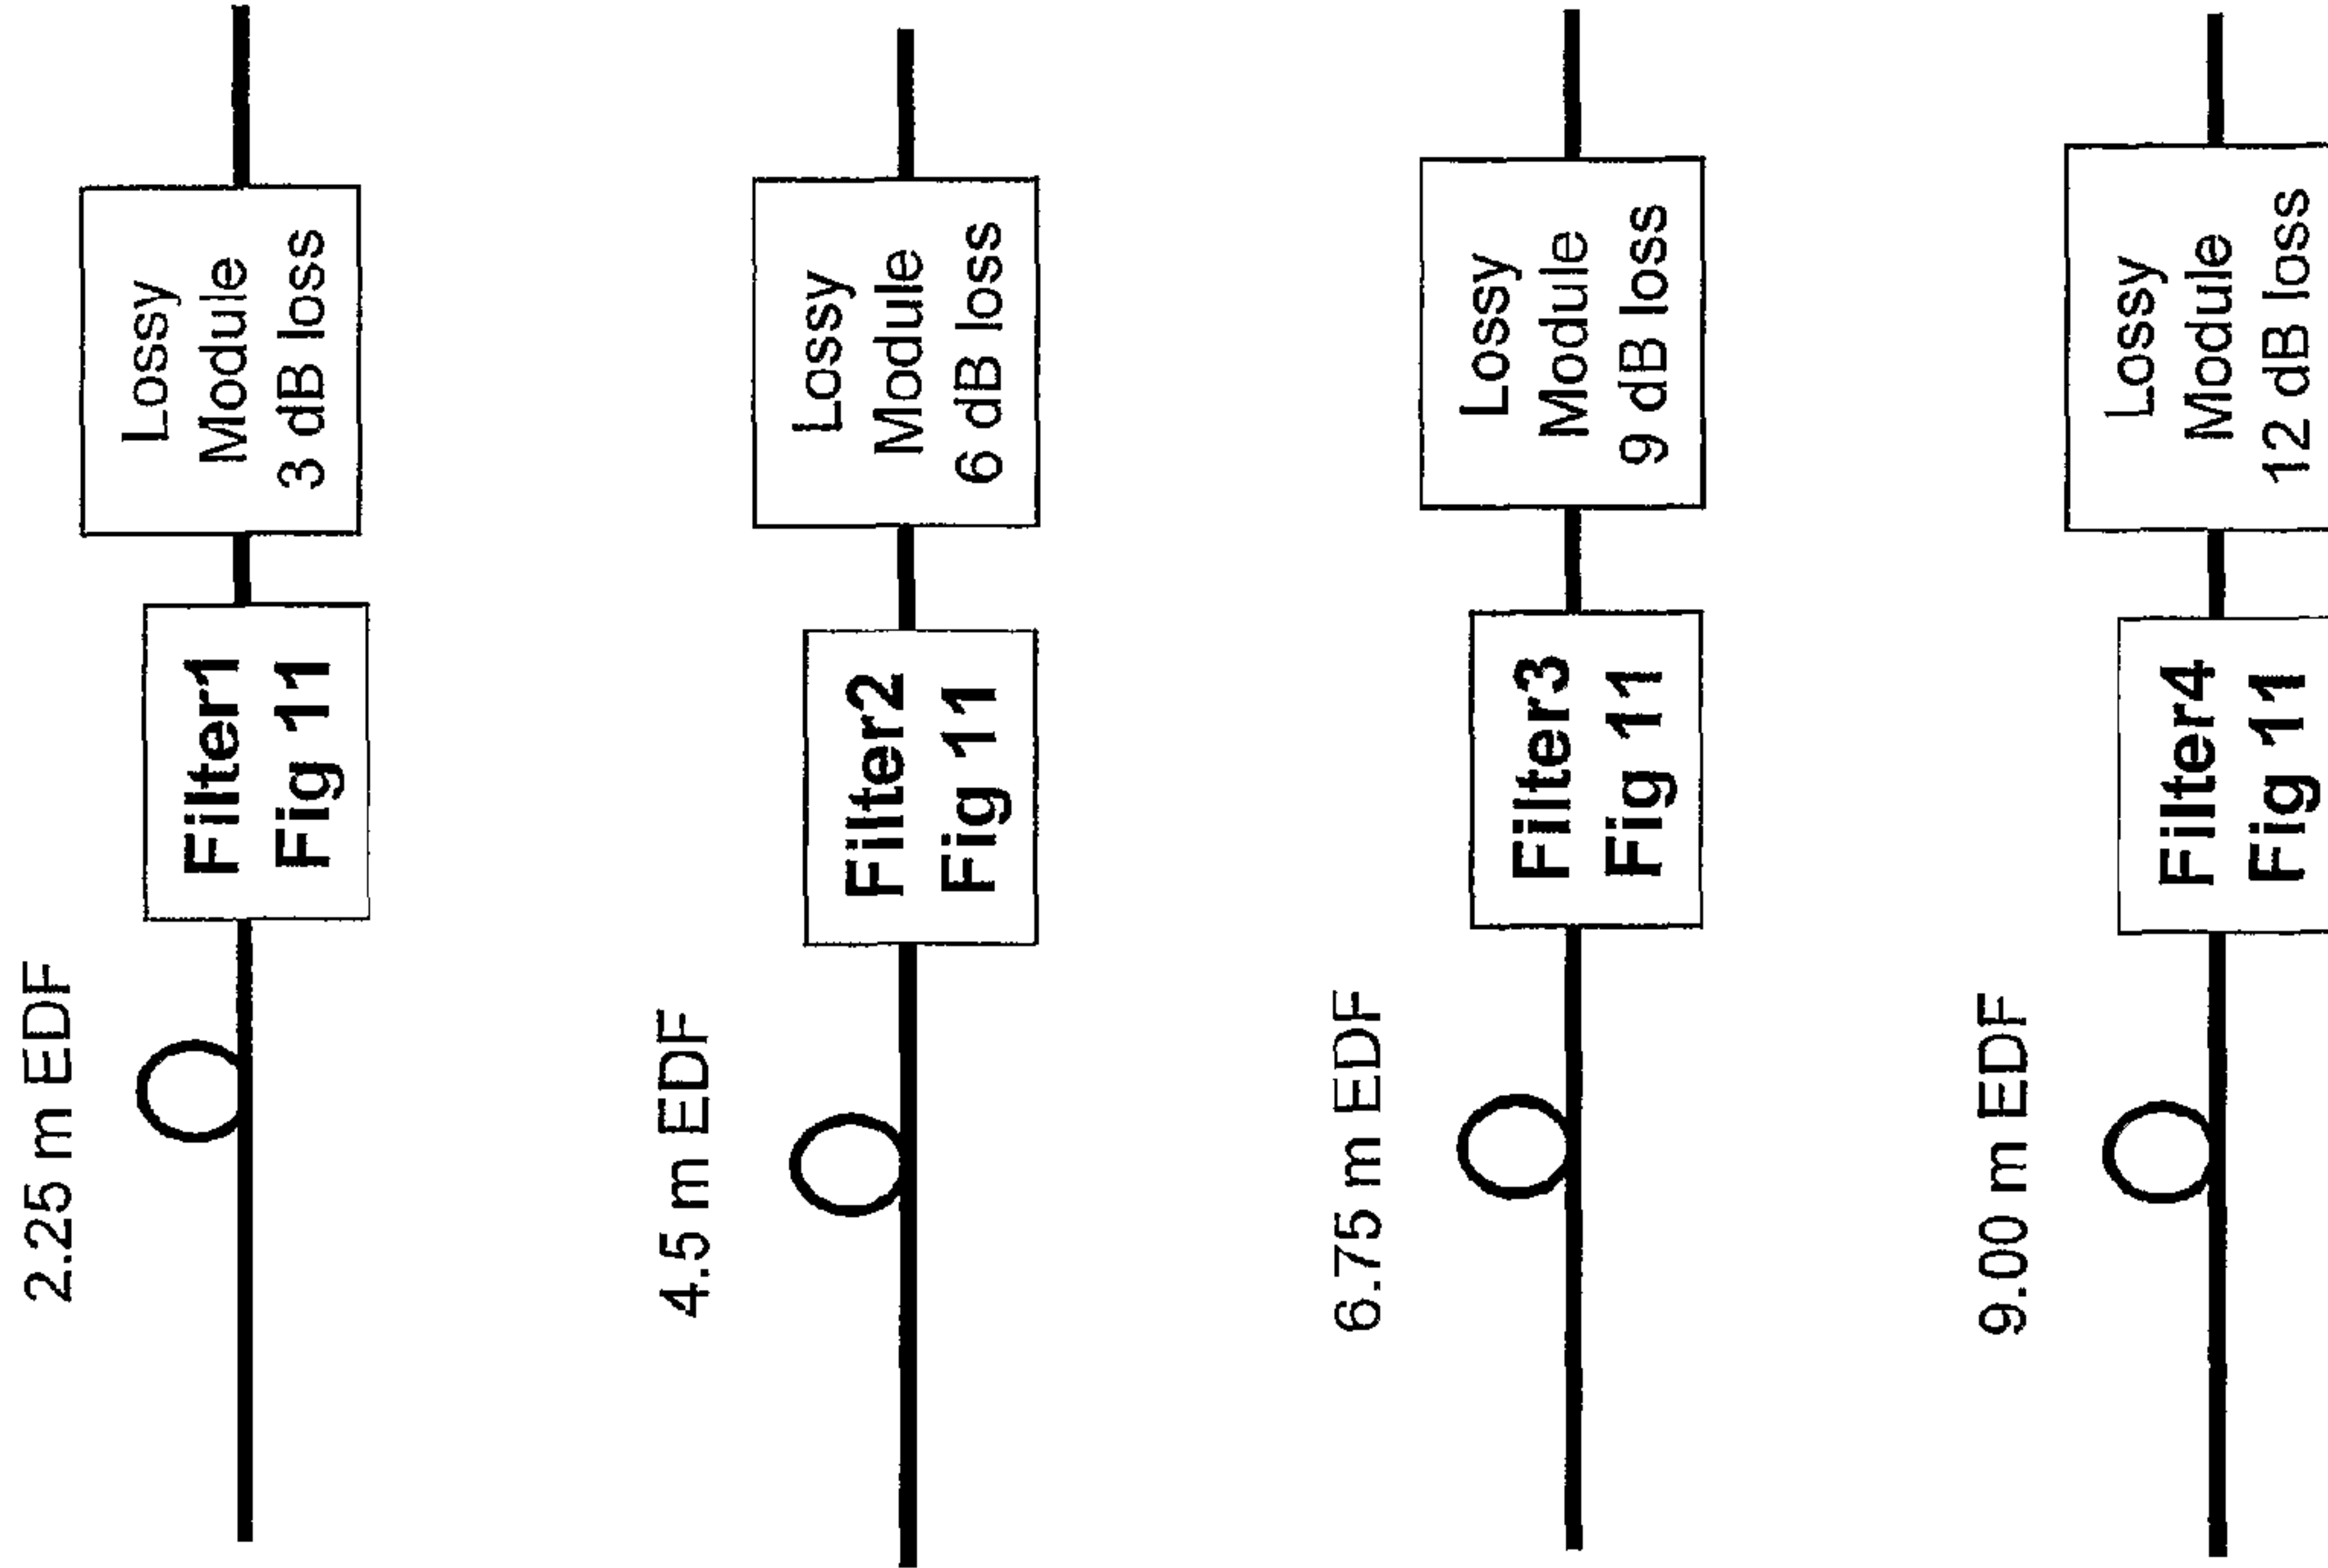 2.25 m EDF
Filter1
Fig 11
Lossy
Module
3 dB loss
4.5 m EDF
Filter2
Fig 11
Lossy
Module
6 dB loss
6.75 m EDF
Filter3
Fig 11
Lossy
Module
9 dB loss
9.00 m EDF
Filter4
Fig 11
Lossy
Module
12 dB loss